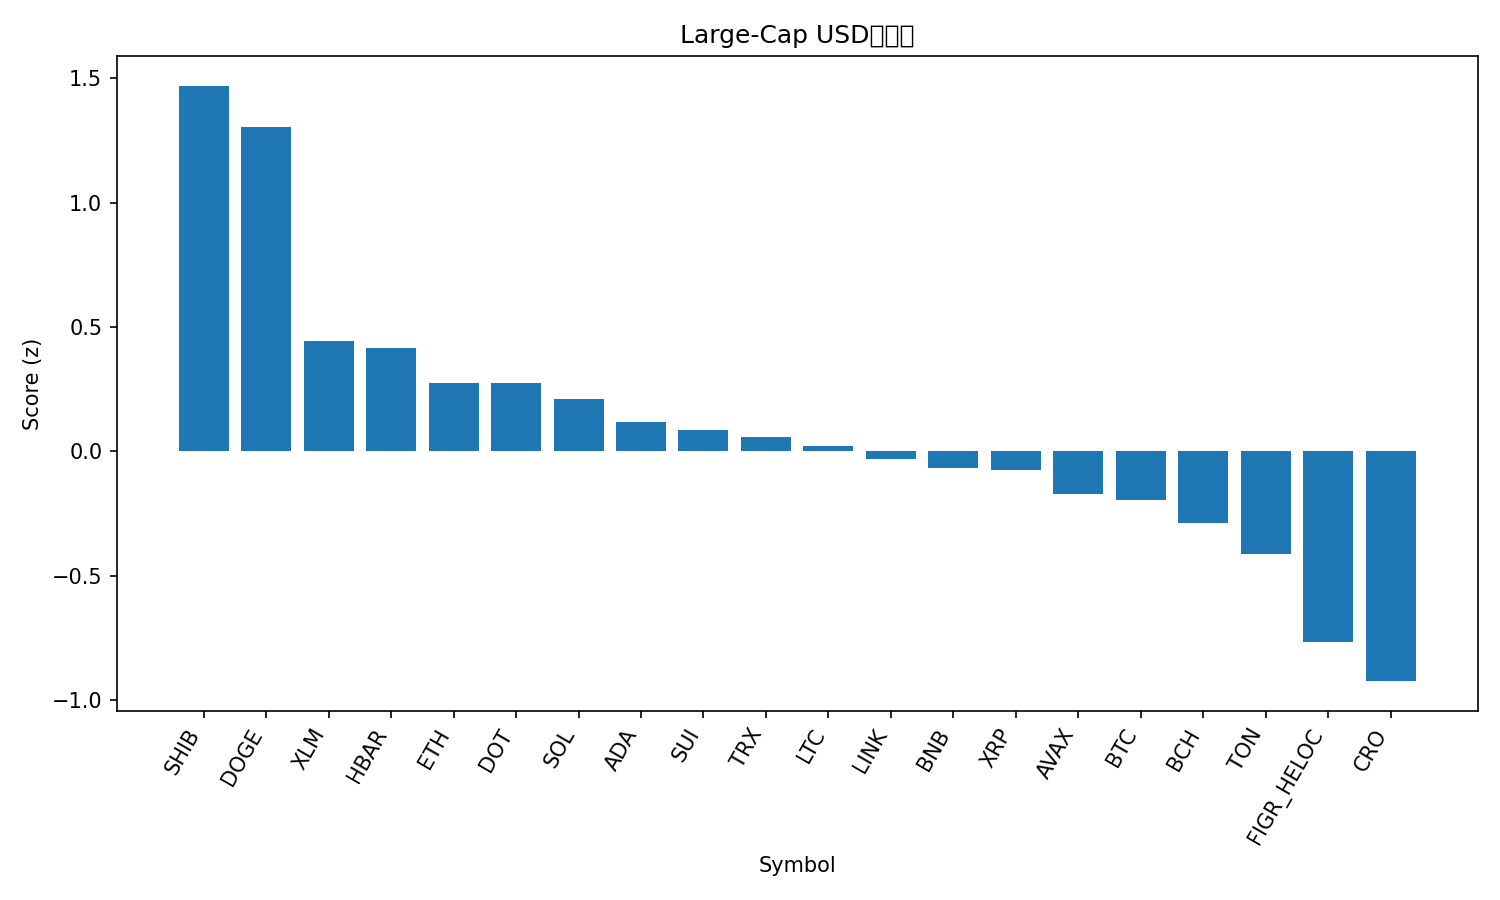 Large-Cap USD
1.5
1.0
0.5
0.0
−0.5
−1.0
Score (z)
SHIB
DOGE
XLM
HBAR
ETH
DOT
SOL
ADA
SUI
TRX
LTC
LINK
BNB
XRP
AVAX
BTC
BCH
TON
FIGR_HELOC
CRO
Symbol